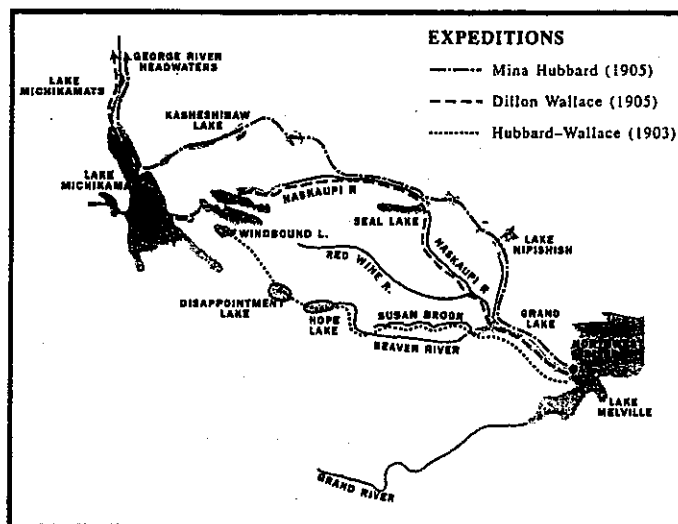 EXPEDITIONS
Mina Hubbard (1905)
Dillon Wallace (1905)
Hubbard–Wallace (1903)
GEORGE RIVER
HEADWATERS
LAKE
MICHIKAMATS
KASHESHIBAW
LAKE
LAKE
NASKAUPI R
SEAL LAKE
WINDBOUND L.
LAKE
NIPISHISH
RED WINE R.
NASKAUPI R
DISAPPOINTMENT
LAKE
HOPE
LAKE
SUSAN BROOK
BEAVER RIVER
GRAND
LAKE
LAKE
MELVILLE
GRAND RIVER